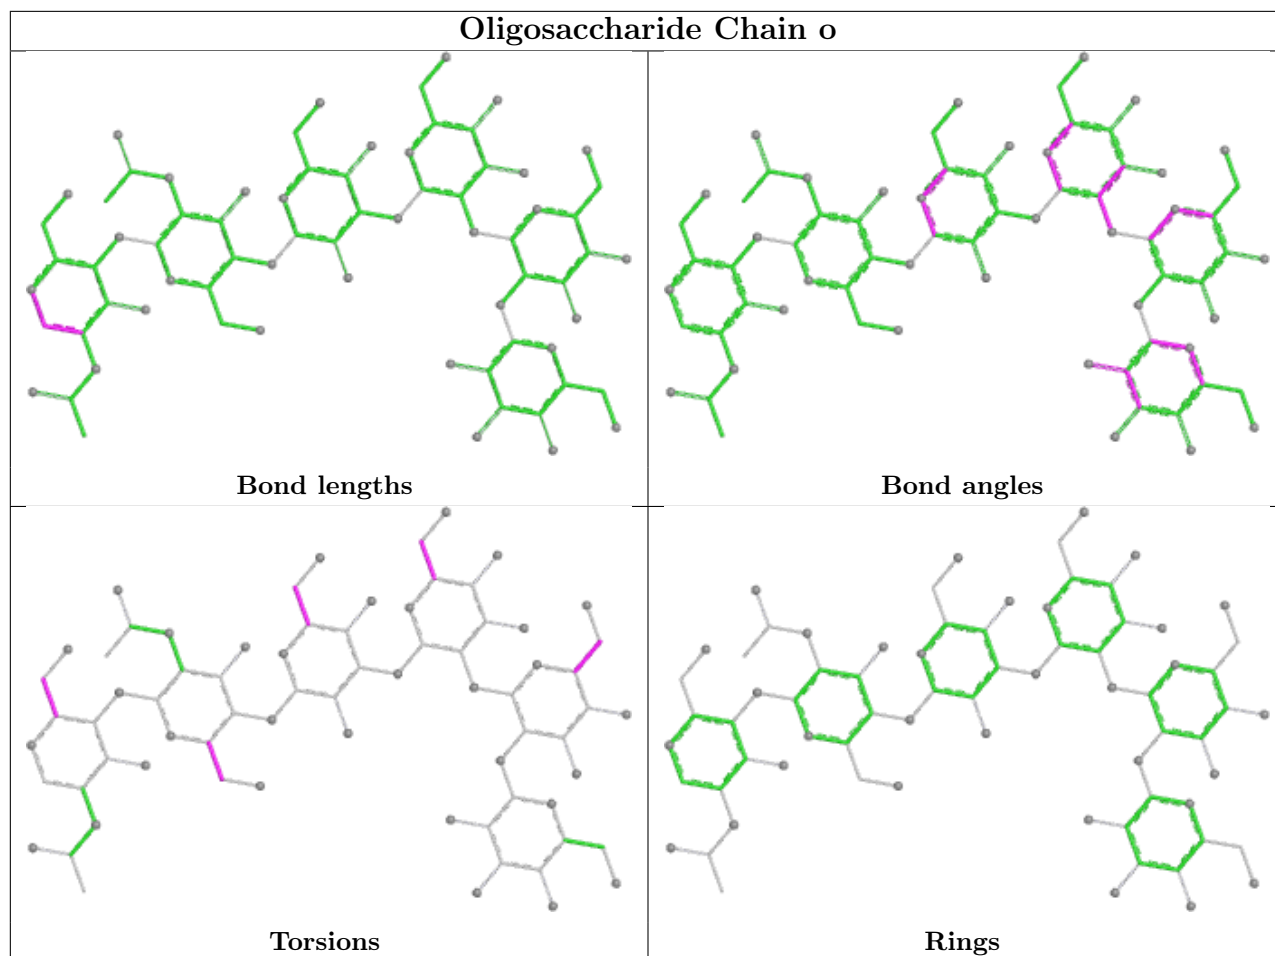 Oligosaccharide Chain o
Bond lengths
Bond angles
Torsions
Rings